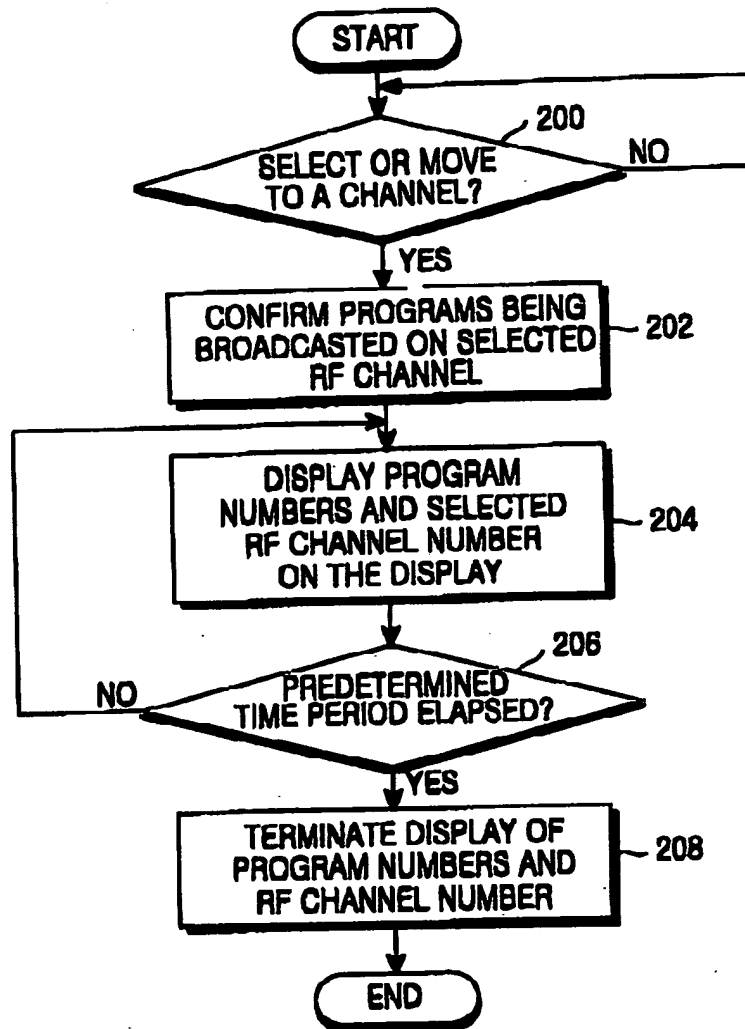 START
200
SELECT OR MOVE
TO A CHANNEL?
NO
YES
CONFIRM PROGRAMS BEING
BROADCASTED ON SELECTED
RF CHANNEL
202
DISPLAY PROGRAM
NUMBERS AND SELECTED
RF CHANNEL NUMBER
ON THE DISPLAY
204
206
NO
PREDETERMINED
TIME PERIOD ELAPSED?
YES
TERMINATE DISPLAY OF
PROGRAM NUMBERS AND
RF CHANNEL NUMBER
208
END